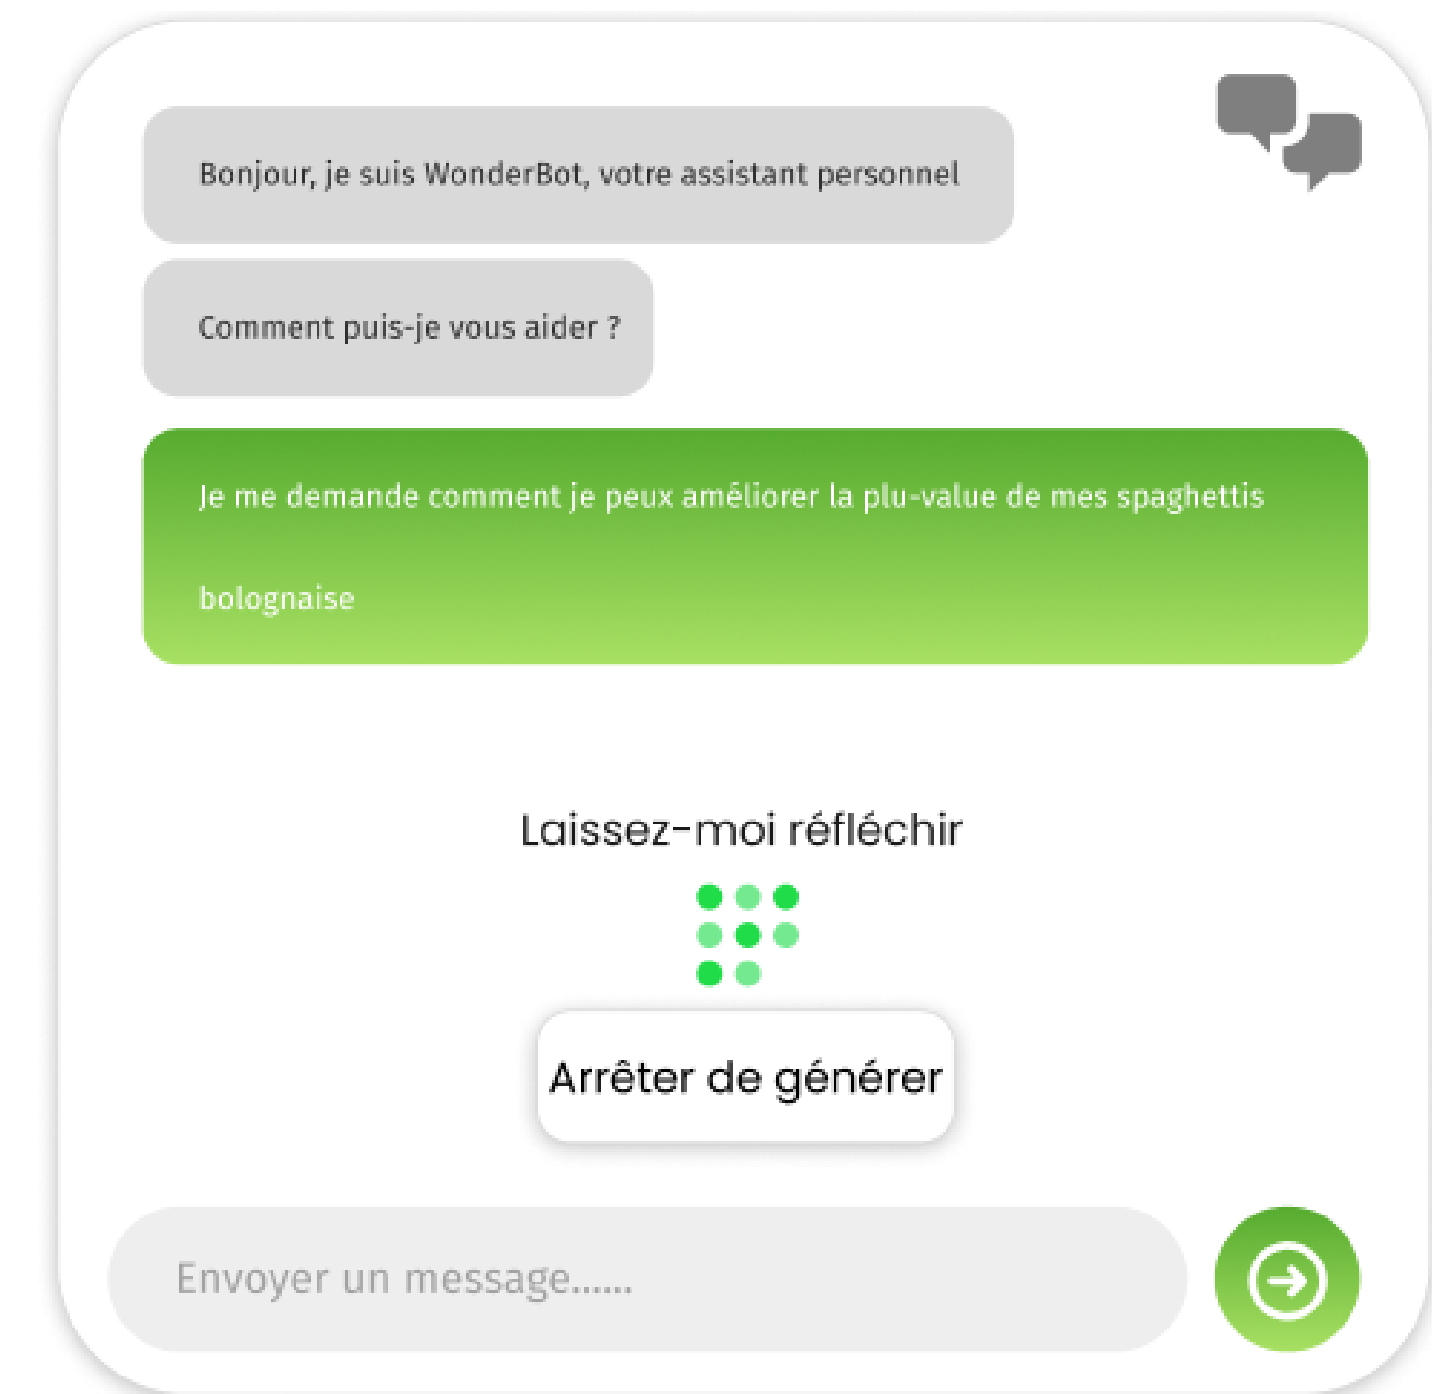 Bonjour, je suis WonderBot, votre assistant personnel
Comment puis-je vous aider ?
Je me demande comment je peux améliorer la plu-value de mes spaghettis
bolognaise
Laissez-moi réfléchir
Arrêter de générer
Envoyer un message......